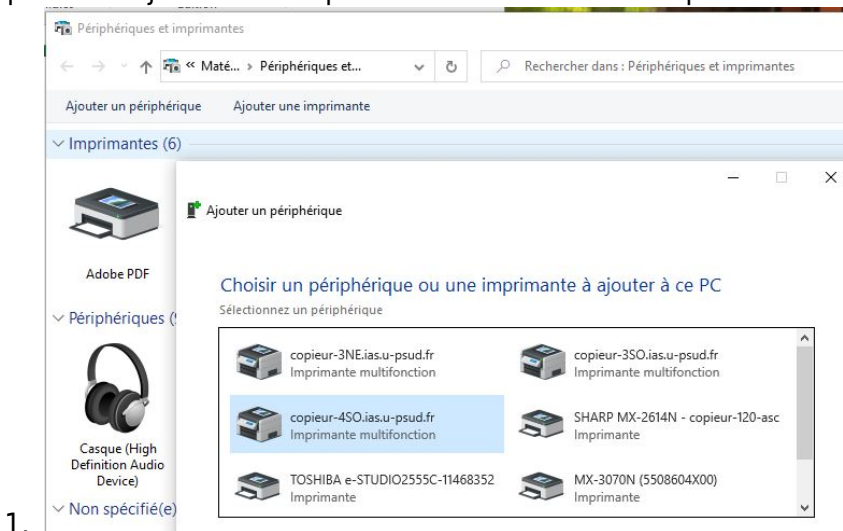 Périphériques et imprimantes
« Maté... › Périphériques et...
Rechercher dans : Périphériques et imprimantes
Ajouter un périphérique Ajouter une imprimante
Imprimantes (6)
Ajouter un périphérique
Adobe PDF
Choisir un périphérique ou une imprimante à ajouter à ce PC
Sélectionnez un périphérique
Périphériques (
copieur-3NE.ias.u-psud.fr
Imprimante multifonction
copieur-3SO.ias.u-psud.fr
Imprimante multifonction
copieur-4SO.ias.u-psud.fr
Imprimante multifonction
SHARP MX-2614N - copieur-120-asc
Imprimante
Casque (High
Definition Audio
Device)
TOSHIBA e-STUDIO2555C-11468352
Imprimante
MX-3070N (5508604X00)
Imprimante
Non spécifié(e)
1.